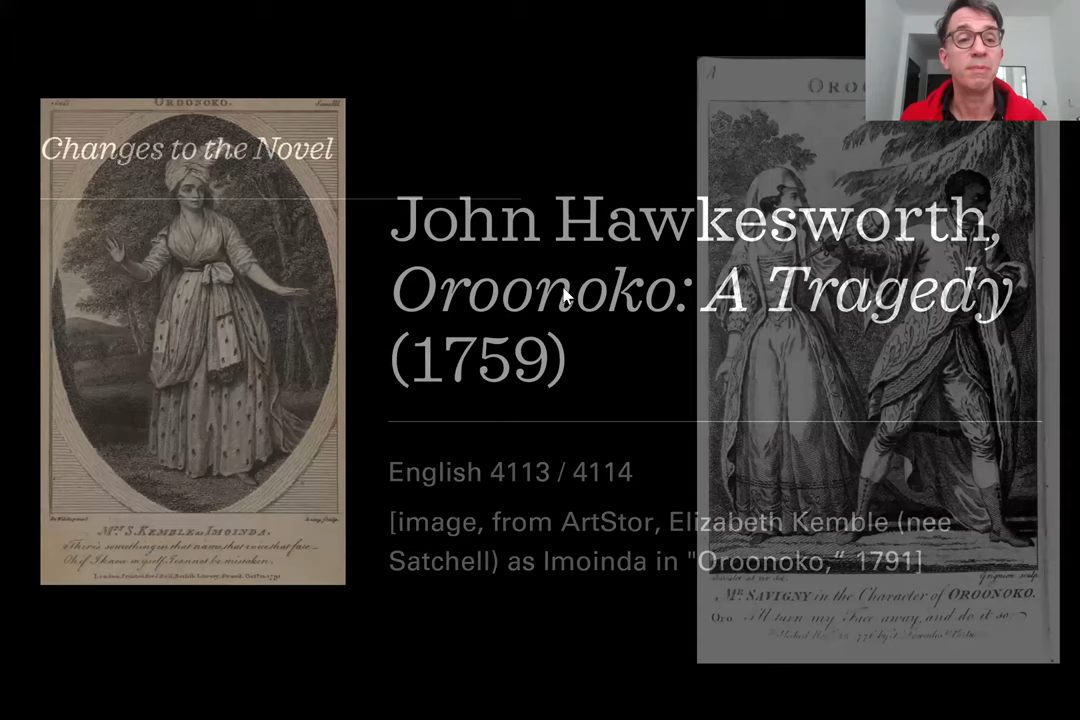 OROONOKO.
Changes to the Novel
Mrs. S. KEMBLE as IMOINDA.
There's something in that name, that voice, that face_
Oh if I know myself, I cannot be mistaken.
John Hawkesworth,
Oroonoko: A Tragedy
(1759)
English 4113 / 4114
[image, from ArtStor, Elizabeth Kemble (nee
Satchell) as Imoinda in "Oroonoko,“ 1791]
OROO
Mr. SAVIGNY in the Character of OROONOKO.
Oro. I'll turn my Face away, and do it so.